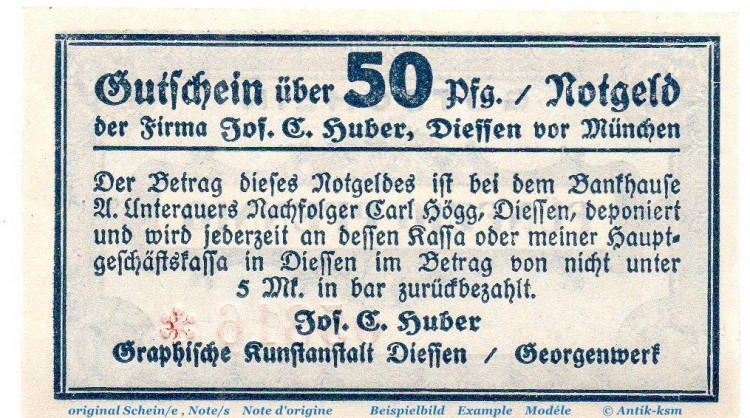 Gutschein über 50 Pfg. / Notgeld
der Firma Jos. C. Huber, Diessen vor München
Der Betrag dieses Notgeldes ist bei dem Bankhause
A. Unterauers Nachfolger Carl Högg, Diessen, deponiert
und wird jederzeit an dessen Kassa oder meiner Haupt-
geschäftskassa in Diessen im Betrag von nicht unter
5 Mk. in bar zurückbezahlt.
Jos. C. Huber
Graphische Kunstanstalt Diessen / Georgenwerk
original Schein/e , Note/s Note d'origine Beispielbild Example Modéle © Antik-ksm